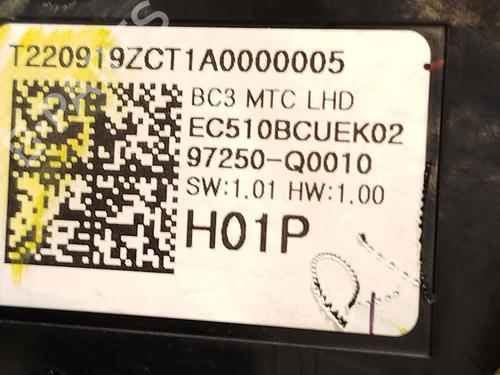 T220919ZCT1A0000005
BC3 MTC LHD
EC510BCUEK02
97250-Q0010
SW:1.01 HW:1.00
H01P